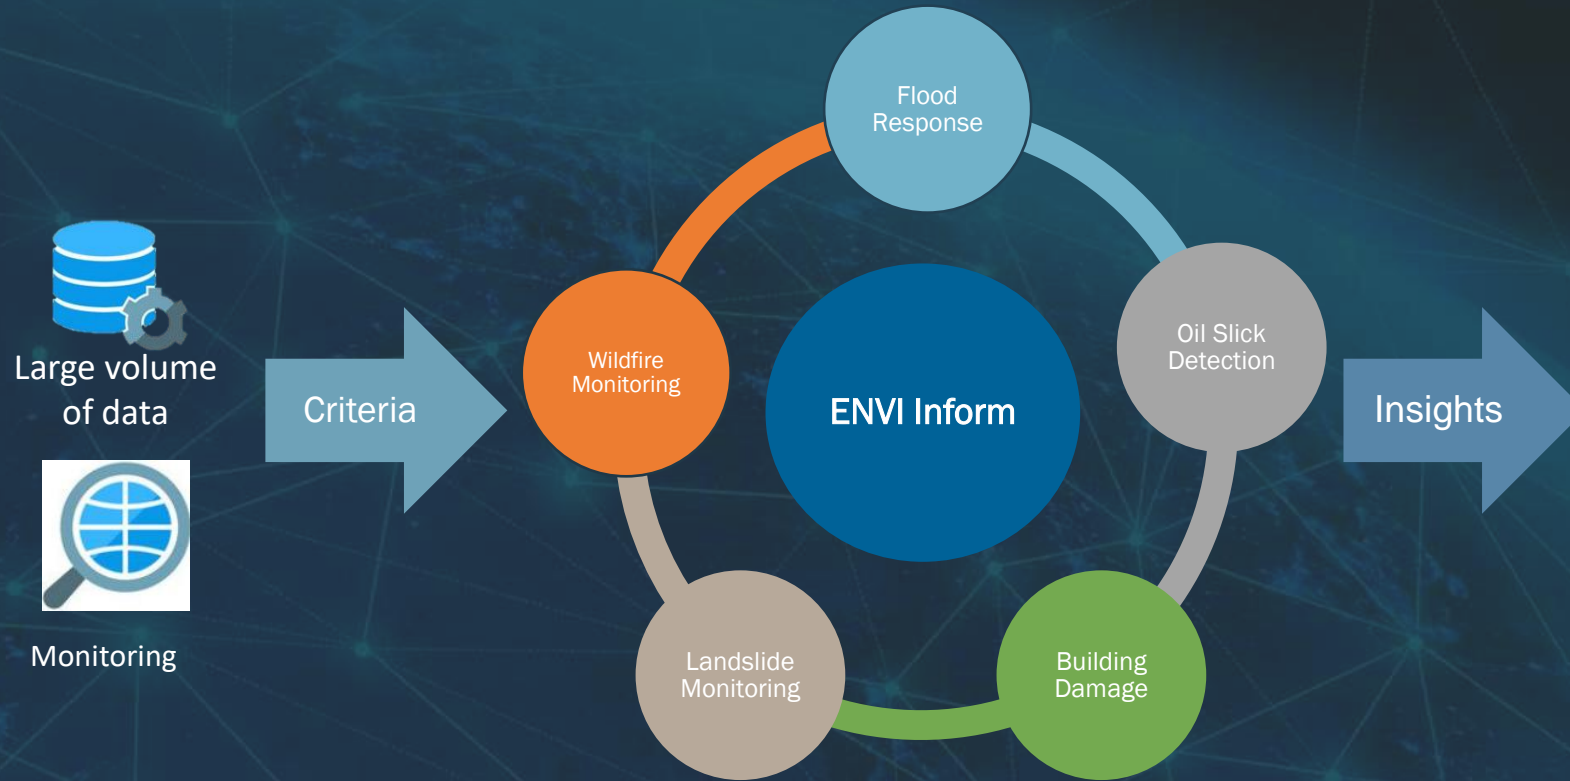 Large volume
of data
Monitoring
Criteria
Flood
Response
Wildfire
Monitoring
ENVI Inform
Oil Slick
Detection
Landslide
Monitoring
Building
Damage
Insights